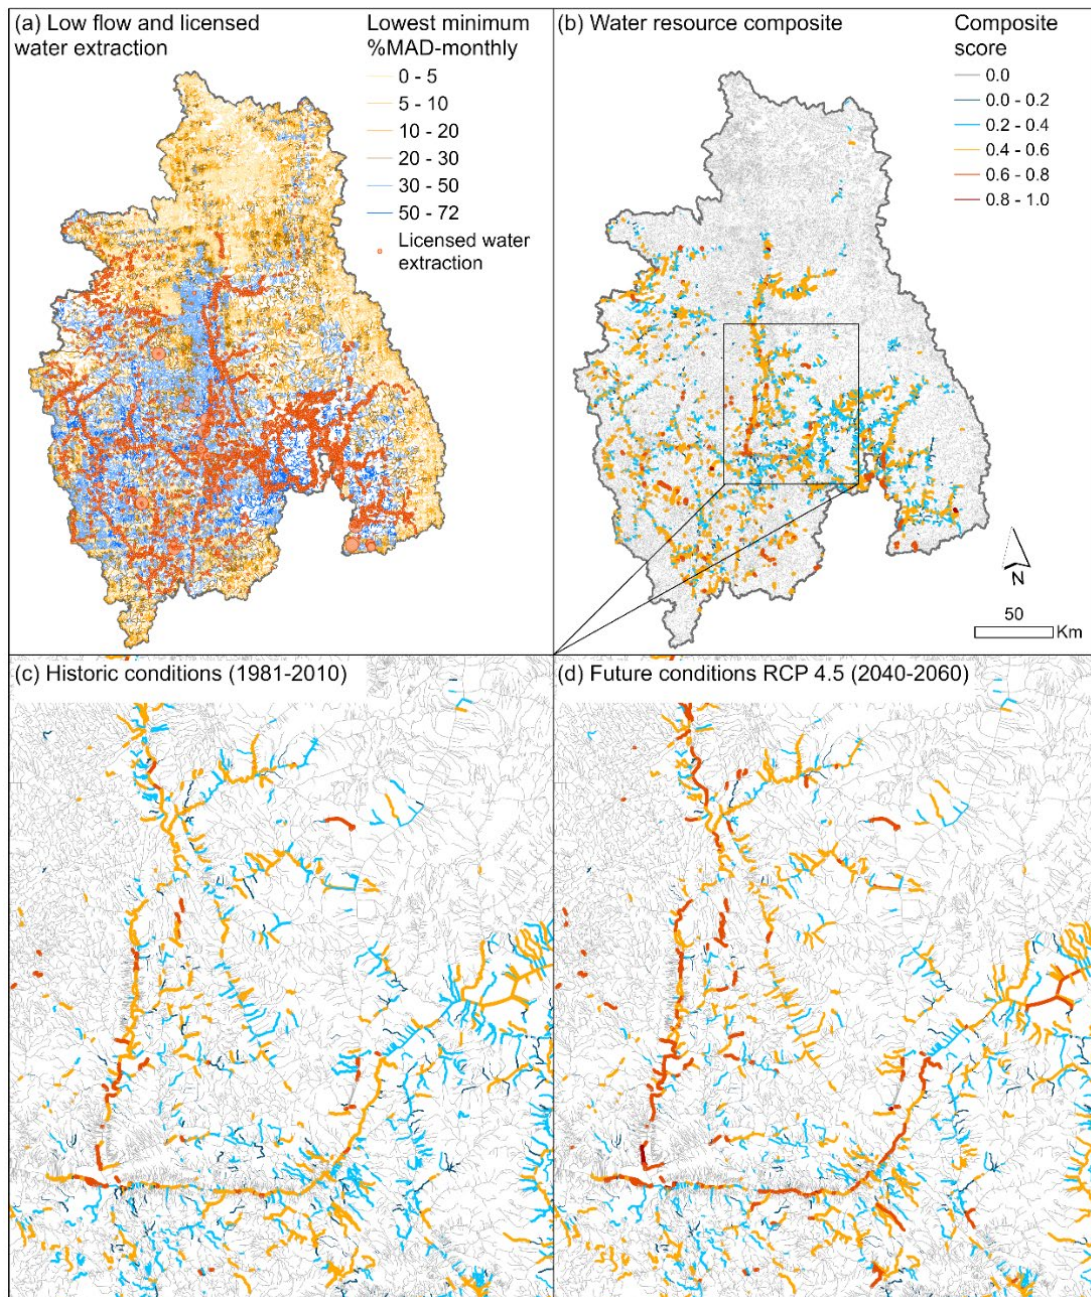 (a) Low flow and licensed
water extraction
Lowest minimum
%MAD-monthly
0 - 5
5 - 10
10 - 20
20 - 30
30 - 50
50 - 72
Licensed water
extraction
(b) Water resource composite
Composite
score
0.0
0.0 - 0.2
0.2 - 0.4
0.4 - 0.6
0.6 - 0.8
0.8 - 1.0
N
50
Km
(c) Historic conditions (1981-2010)
(d) Future conditions RCP 4.5 (2040-2060)